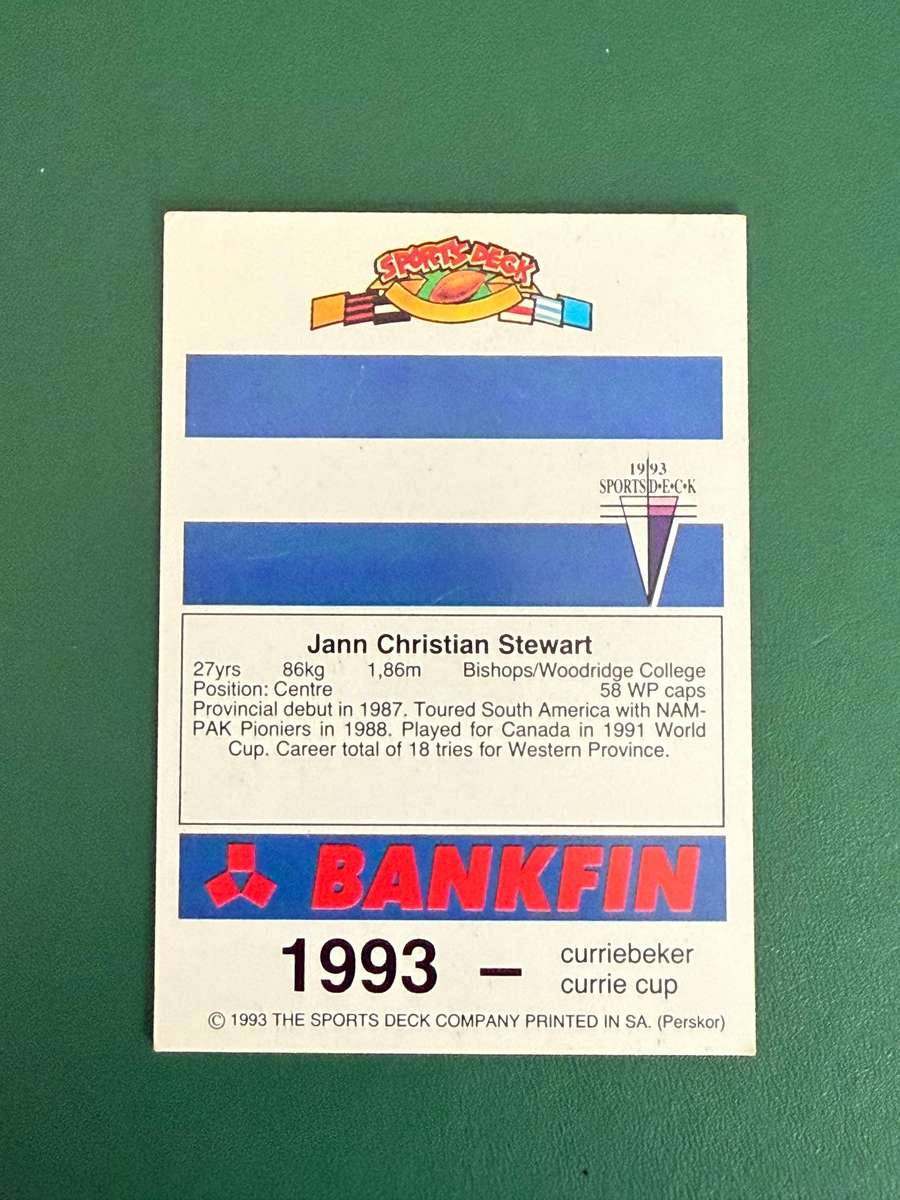 SPORTS DECK
19 93
SPORTS D•E•C•K
Jann Christian Stewart
27yrs 86kg 1,86m Bishops/Woodridge College
Position: Centre 58 WP caps
Provincial debut in 1987. Toured South America with NAM-
PAK Pioniers in 1988. Played for Canada in 1991 World
Cup. Career total of 18 tries for Western Province.
BANKFIN
1993 – curriebeker
currie cup
© 1993 THE SPORTS DECK COMPANY PRINTED IN SA. (Perskor)